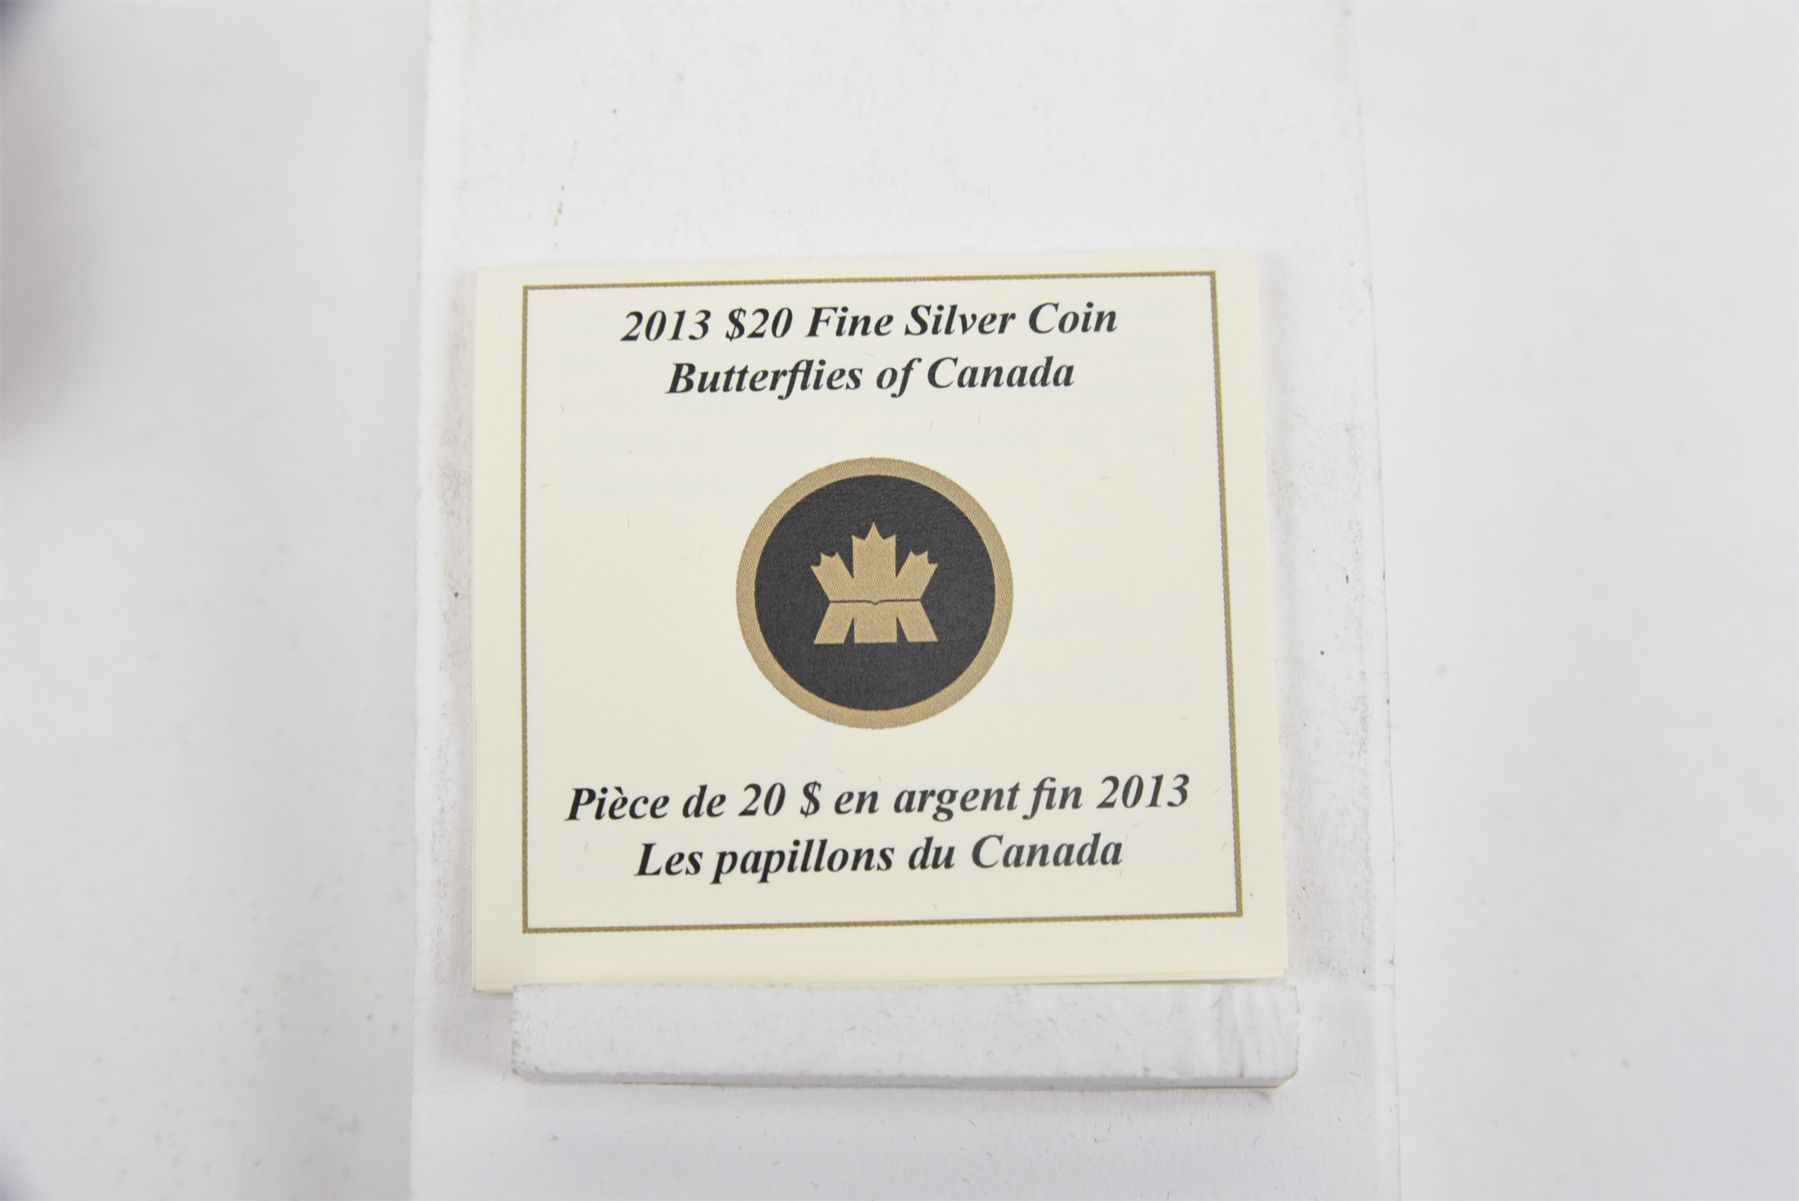 2013 $20 Fine Silver Coin
Butterflies of Canada
Pièce de 20 $ en argent fin 2013
Les papillons du Canada